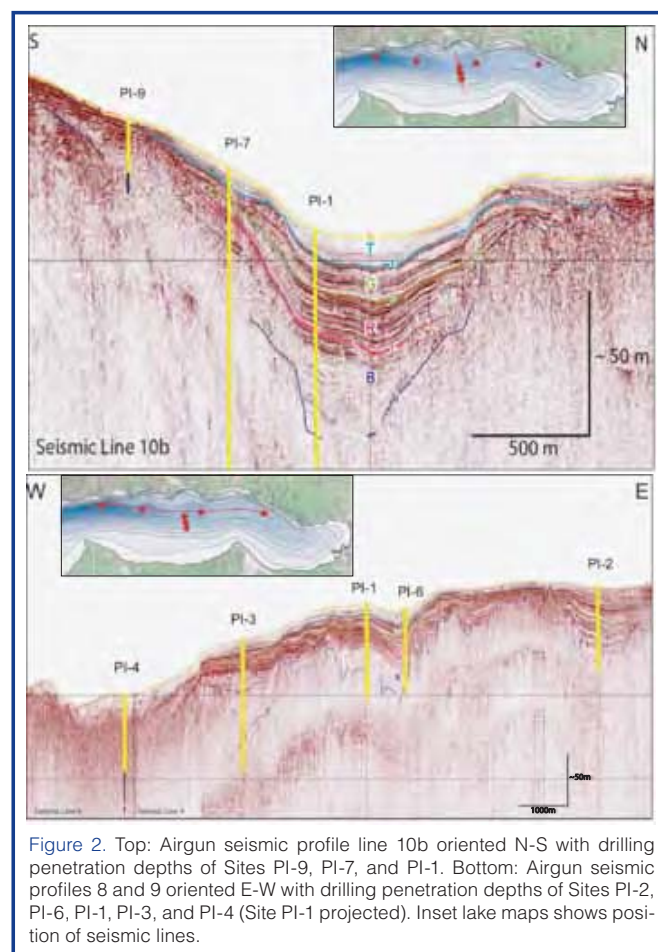 S
N
PI-9
PI-7
PI-1
T
B
~ 50 m
500 m
Seismic Line 10b
W
E
PI-1
PI-6
PI-2
PI-3
PI-4
~50m
1000m
Figure 2. Top: Airgun seismic profile line 10b oriented N-S with drilling
penetration depths of Sites PI-9, PI-7, and PI-1. Bottom: Airgun seismic
profiles 8 and 9 oriented E-W with drilling penetration depths of Sites PI-2,
PI-6, PI-1, PI-3, and PI-4 (Site PI-1 projected). Inset lake maps shows posi-
tion of seismic lines.